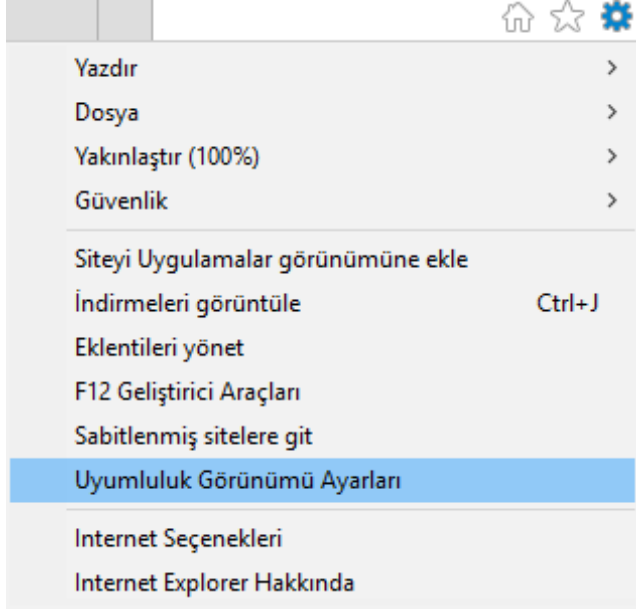 Yazdır
Dosya
Yakınlaştır (100%)
Güvenlik
Siteyi Uygulamalar görünümüne ekle
İndirmeleri görüntüle Ctrl+J
Eklentileri yönet
F12 Geliştirici Araçları
Sabitlenmiş sitelere git
Uyumluluk Görünümü Ayarları
Internet Seçenekleri
Internet Explorer Hakkında